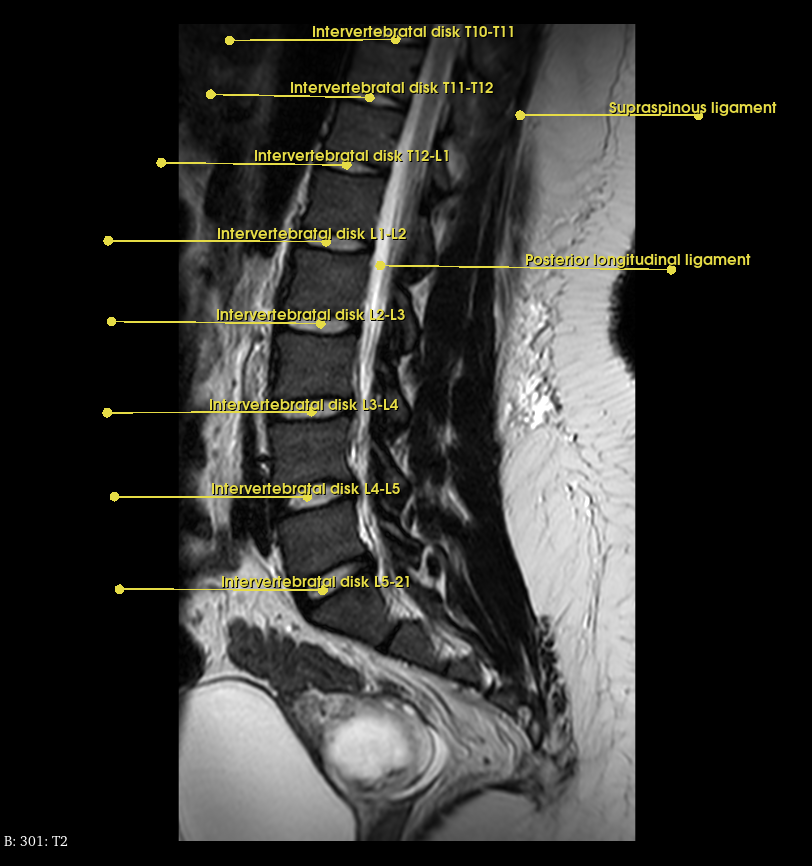 Intervertebratal disk T10-T11
Intervertebratal disk T11-T12
Supraspinous ligament
Intervertebratal disk T12-L1
Intervertebratal disk L1-L2
Posterior longitudinal ligament
Intervertebratal disk L2-L3
Intervertebratal disk L3-L4
Intervertebratal disk L4-L5
Intervertebratal disk L5-21
B: 301: T2